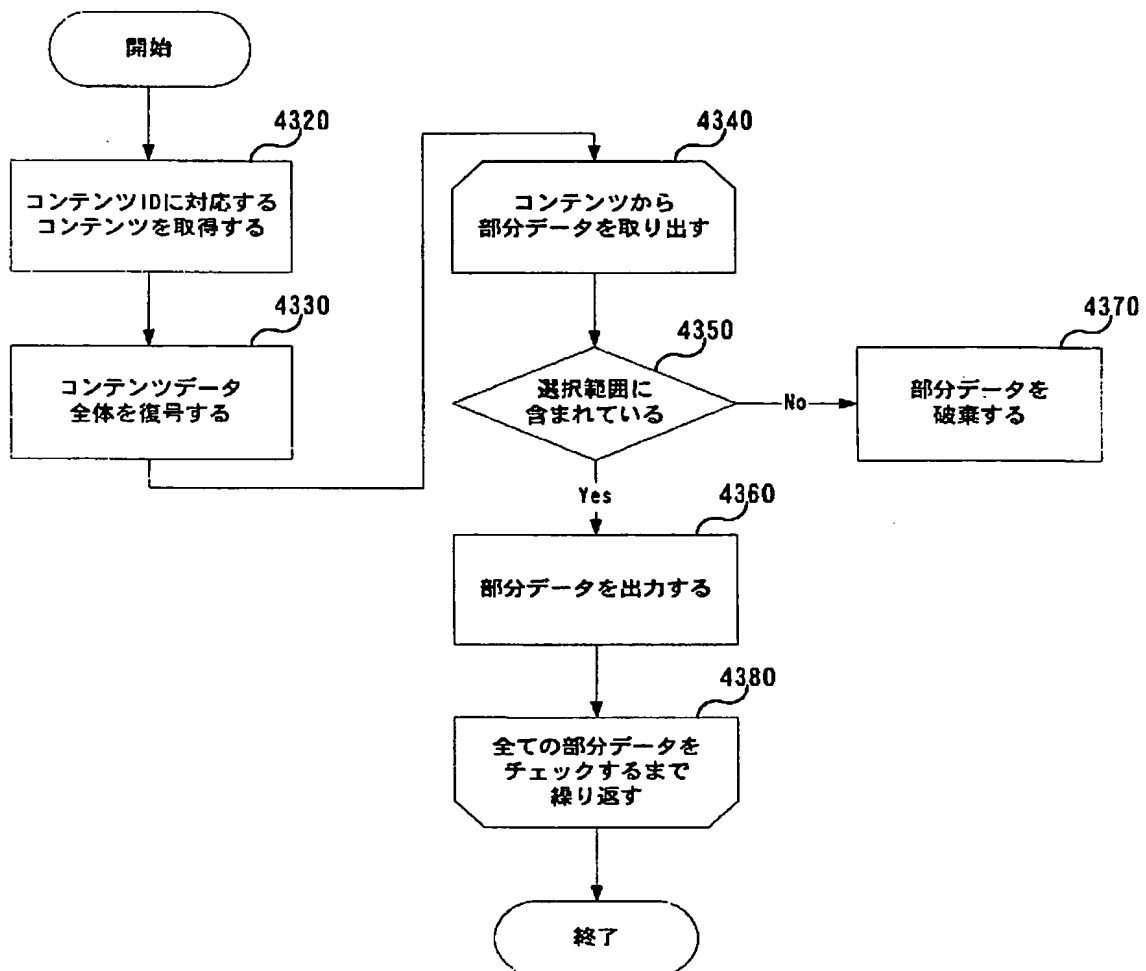 開始
4320
コンテンツIDに対応する
コンテンツを取得する
4330
コンテンツデータ
全体を復号する
4340
コンテンツから
部分データを取り出す
4350
選択範囲に
含まれている
No
4370
部分データを
破棄する
Yes
4360
部分データを出力する
4380
全ての部分データを
チェックするまで
繰り返す
終了